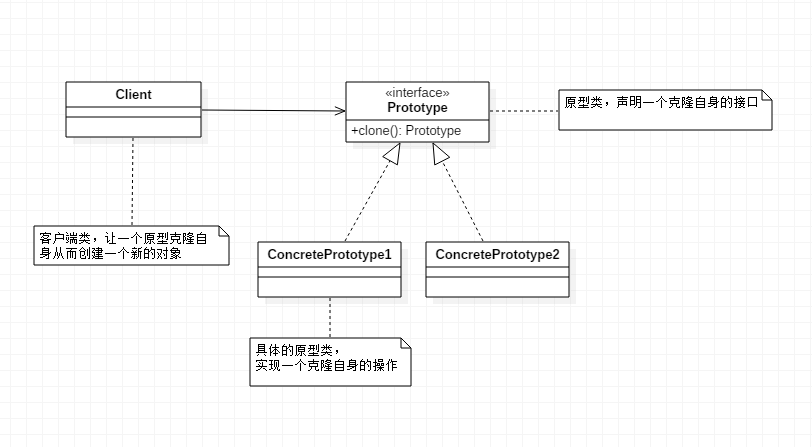 Client
«interface»
Prototype
+clone(): Prototype
原型类，声明一个克隆自身的接口
客户端类，让一个原型克隆自
身从而创建一个新的对象
ConcretePrototype1
ConcretePrototype2
具体的原型类，
实现一个克隆自身的操作